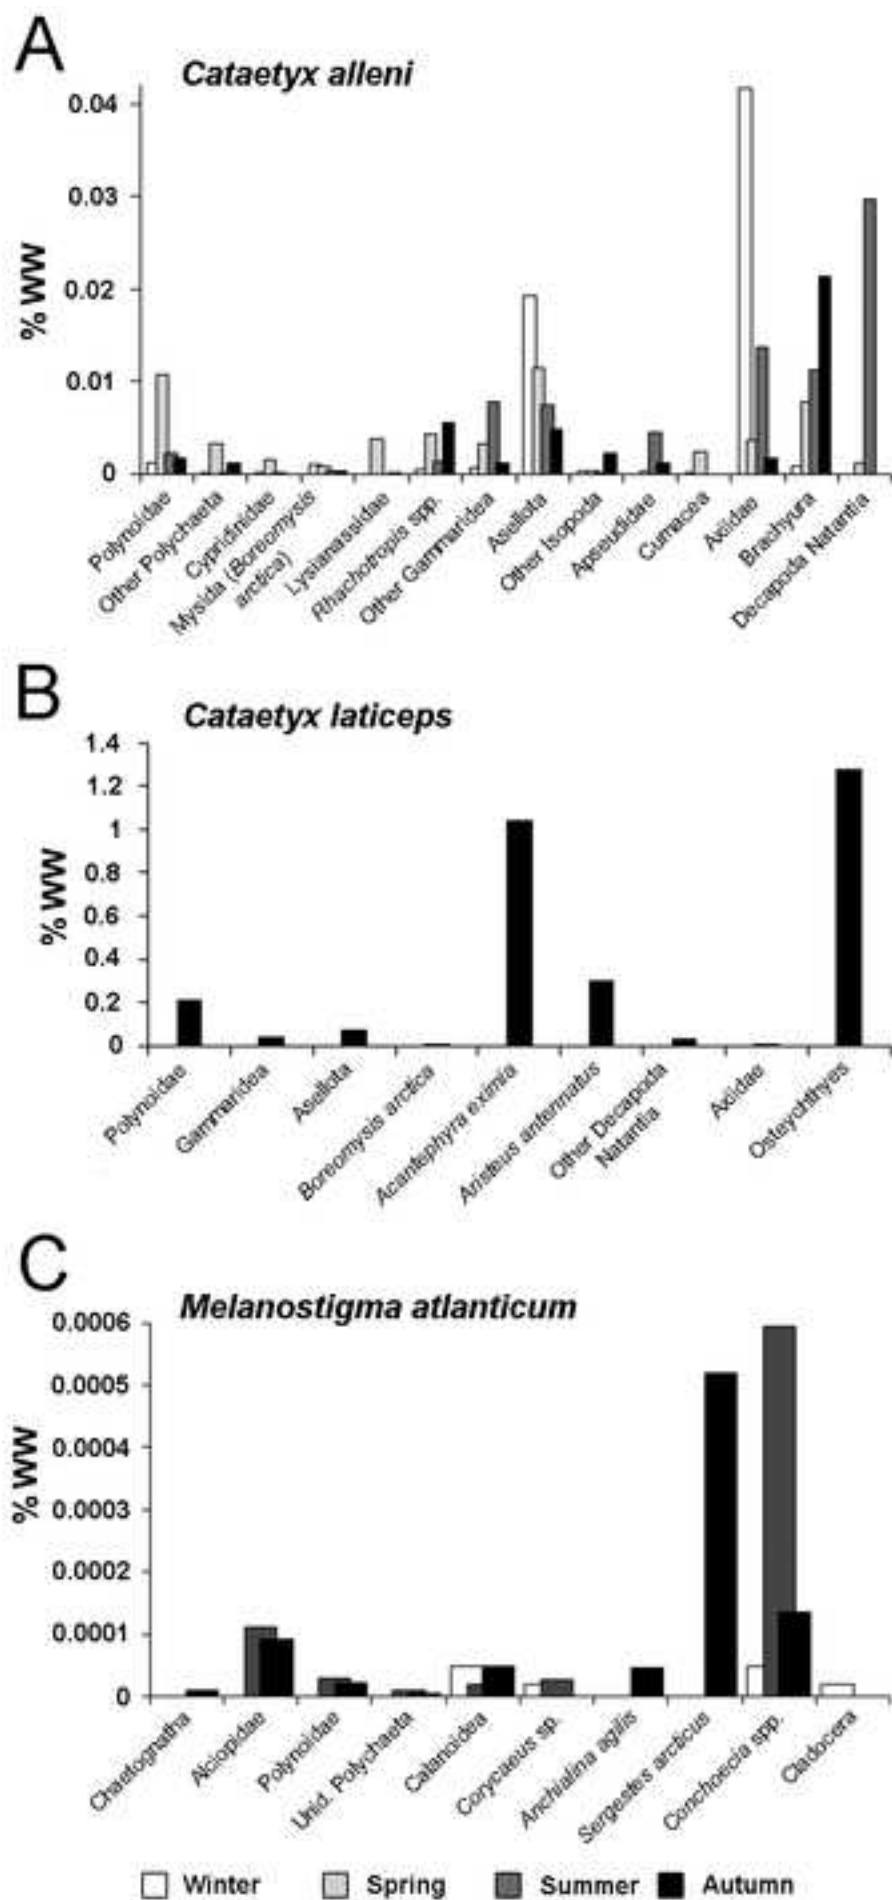 A
Cataetyx alleni
0.04
0.03
0.02
0.01
0
% WW
Polynoidae
Other Polychaeta
Cypridinidae
Mysida (Boreomysis
arctica)
Lysianassidae
Rhachotropis spp.
Other Gammaridea
Asellota
Other Isopoda
Apseudidae
Cumacea
Axiidae
Brachyura
Decapoda Natantia
B
Cataetyx laticeps
1.4
1.2
1
0.8
0.6
0.4
0.2
0
% WW
Polynoidae
Gammaridea
Asellota
Boreomysis arctica
Acantephyra eximia
Aristeus antennatus
Other Decapoda
Natantia
Axiidae
Osteychthyes
C
Melanostigma atlanticum
0.0006
0.0005
0.0004
0.0003
0.0002
0.0001
0
% WW
Chaetognatha
Alciopidae
Polynoidae
Unid. Polychaeta
Calanoidea
Corycaeus sp.
Anchialina agilis
Sergestes arcticus
Conchoecia spp.
Cladocera
Winter
Spring
Summer
Autumn